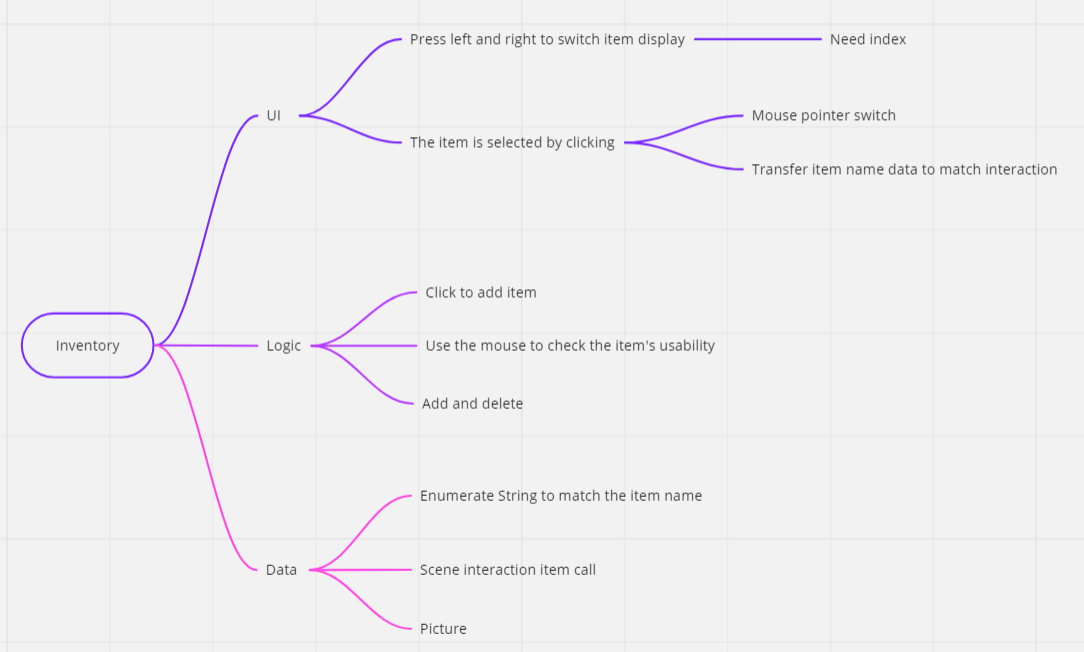 Press left and right to switch item display
Need index
UI
Mouse pointer switch
The item is selected by clicking
Transfer item name data to match interaction
Click to add item
Inventory
Logic
Use the mouse to check the item's usability
Add and delete
Enumerate String to match the item name
Data
Scene interaction item call
Picture